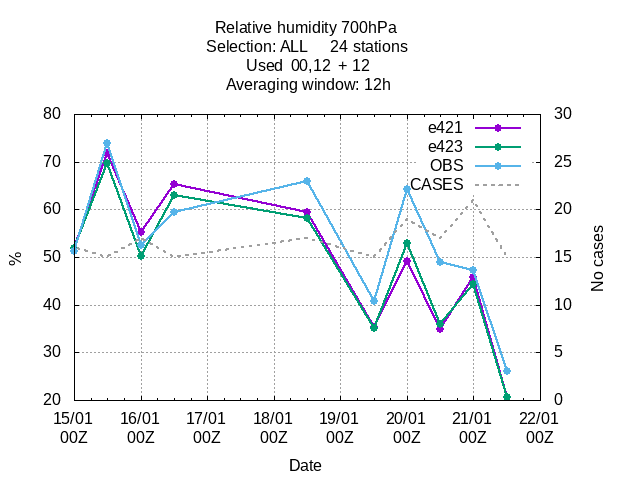 Relative humidity 700hPa
Selection: ALL 24 stations
Used 00,12 + 12
Averaging window: 12h
80 30
e421
e423
70 25
OBS
CASES
60 20
50 15
%
No cases
40 10
30 5
20 0
15/01 16/01 17/01 18/01 19/01 20/01 21/01 22/01
00Z 00Z 00Z 00Z 00Z 00Z 00Z 00Z
Date